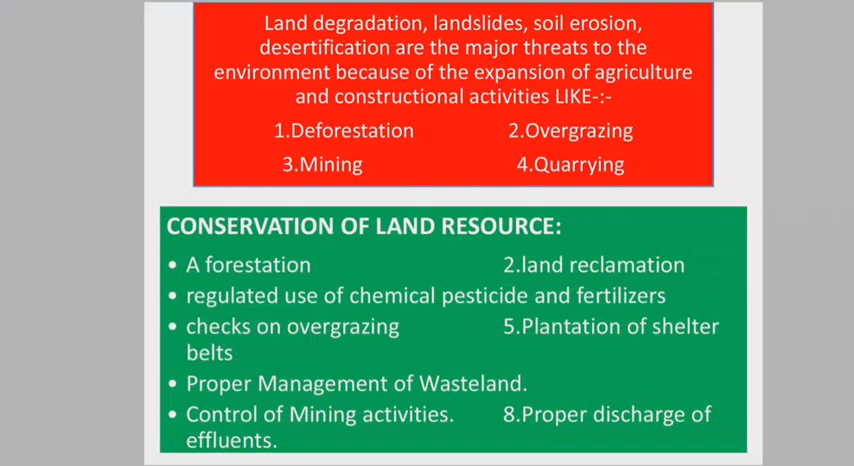 Land degradation, landslides, soil erosion,
desertification are the major threats to the
environment because of the expansion of agriculture
and constructional activities LIKE-:-
1.Deforestation 2.Overgrazing
3.Mining 4.Quarrying
CONSERVATION OF LAND RESOURCE:
• A forestation 2.land reclamation
• regulated use of chemical pesticide and fertilizers
• checks on overgrazing 5.Plantation of shelter
belts
• Proper Management of Wasteland.
• Control of Mining activities. 8.Proper discharge of
effluents.